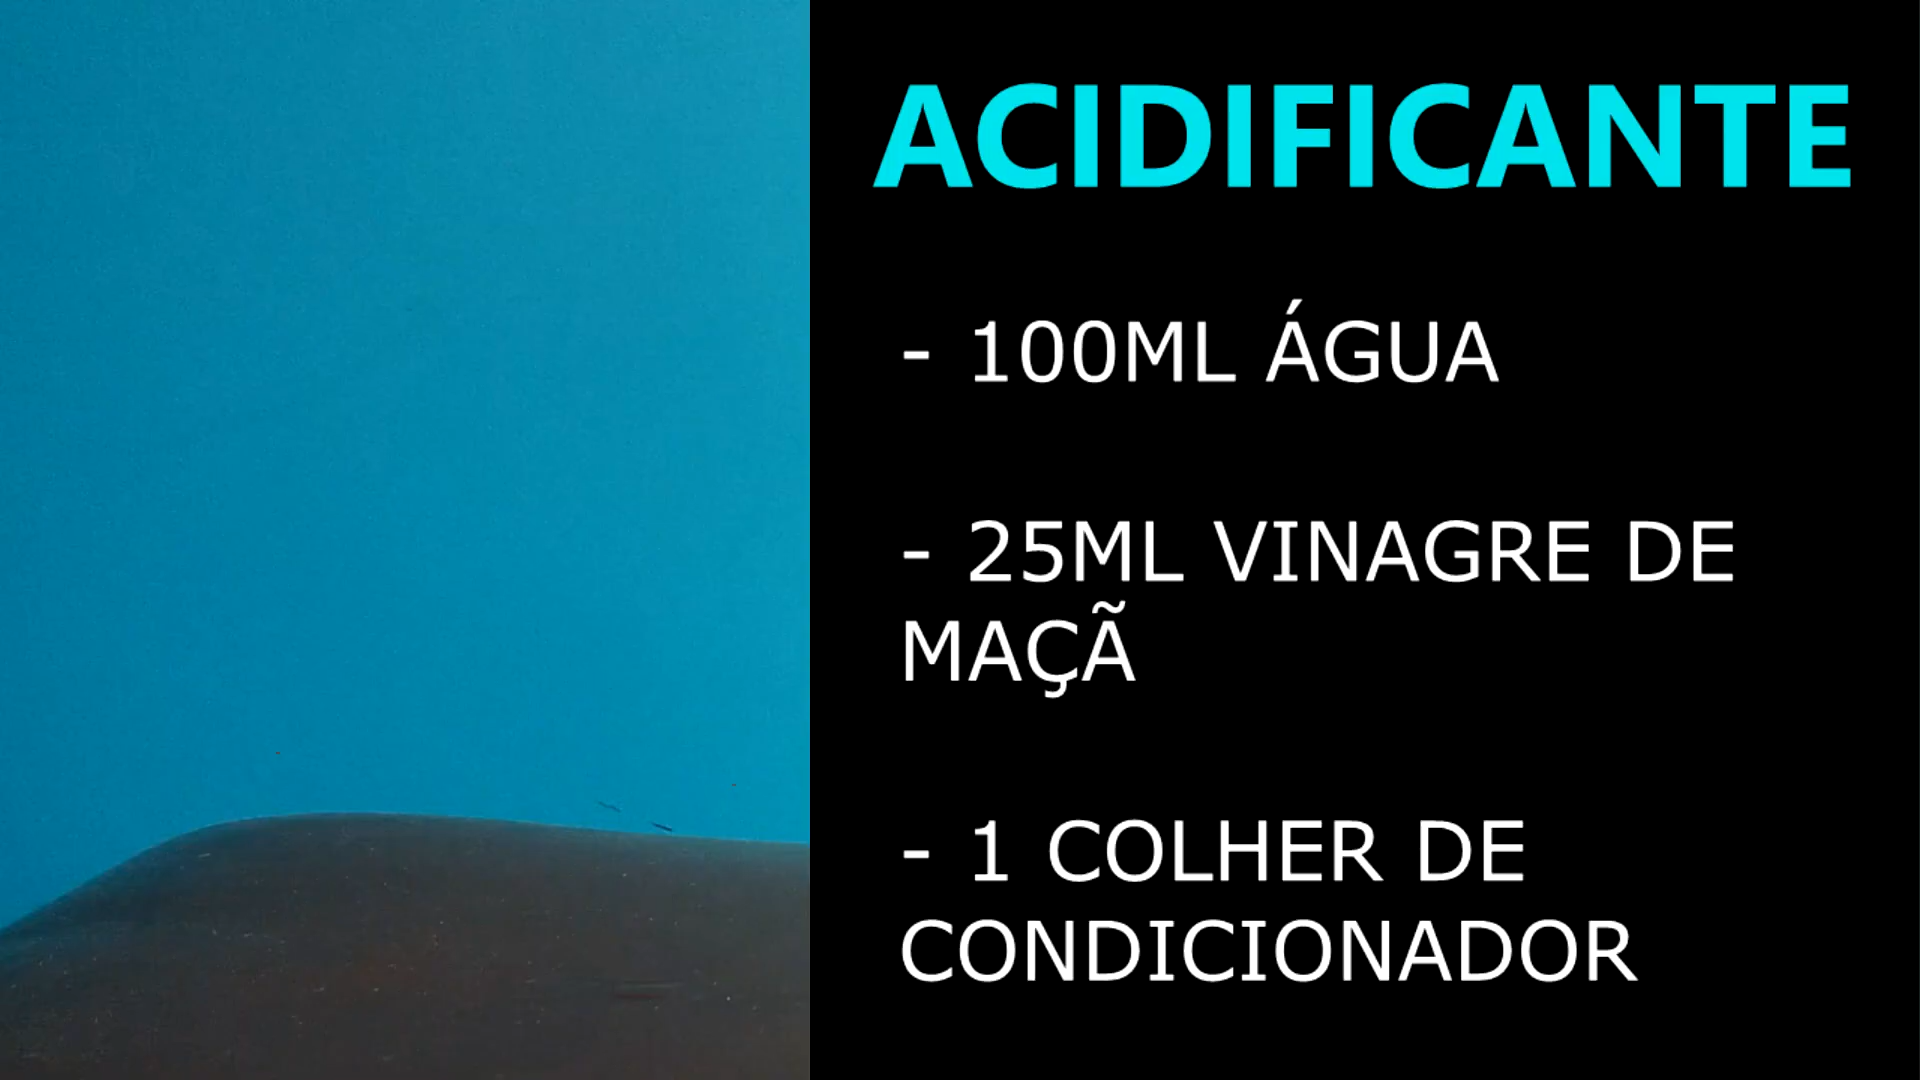 ACIDIFICANTE
- 100ML ÁGUA
- 25ML VINAGRE DE
MAÇÃ
- 1 COLHER DE
CONDICIONADOR